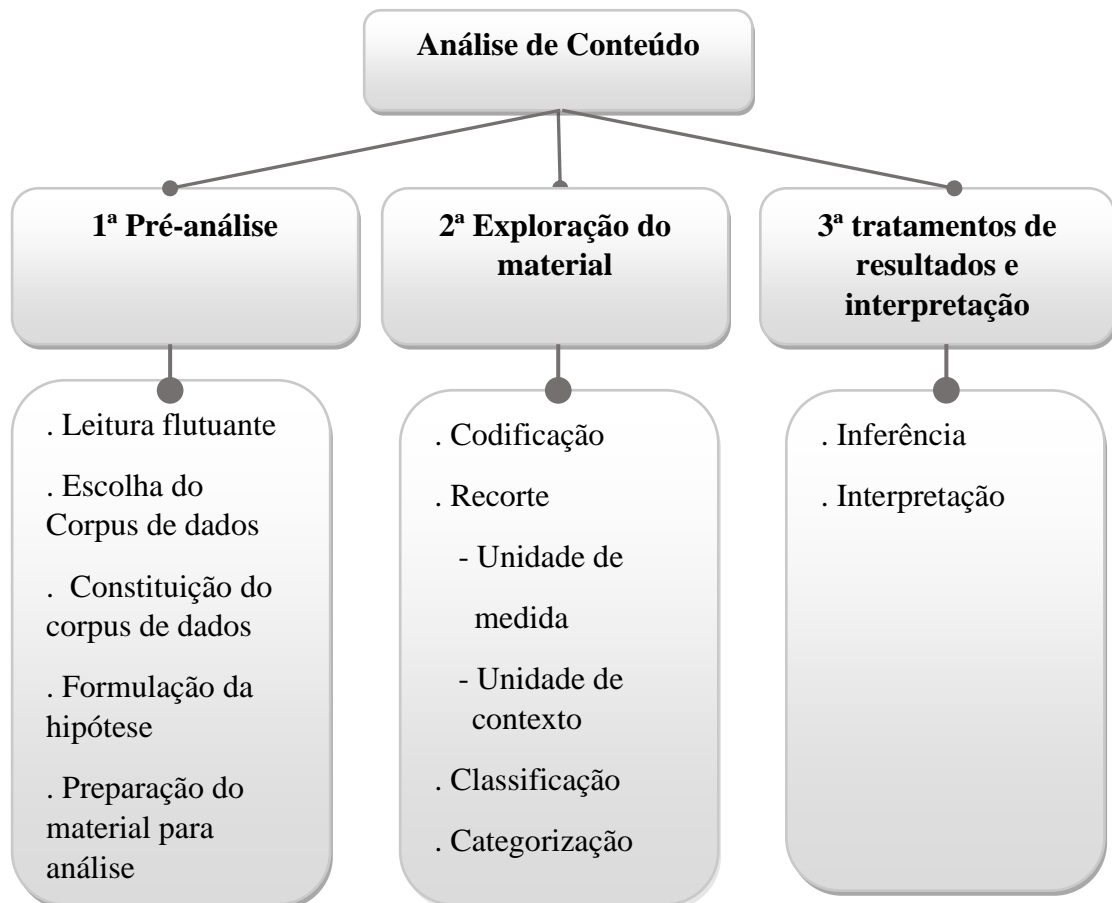 Análise de Conteúdo
1ª Pré-análise
2ª Exploração do
material
3ª tratamentos de
resultados e
interpretação
. Leitura flutuante
. Escolha do
Corpus de dados
. Constituição do
corpus de dados
. Formulação da
hipótese
. Preparação do
material para
análise
. Codificação
. Recorte
- Unidade de
medida
- Unidade de
contexto
. Classificação
. Categorização
. Inferência
. Interpretação